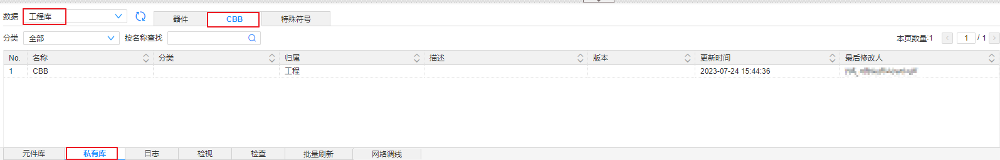 数据 工程库 器件 CBB 特殊符号
分类 全部 按名称查找 本页数量:1 < 1 / 1 >
No. 名称 分类 归属 描述 版本 更新时间 最后修改人
1 CBB 工程 2023-07-24 15:44:36
元件库 私有库 日志 检视 检查 批量刷新 网络调线